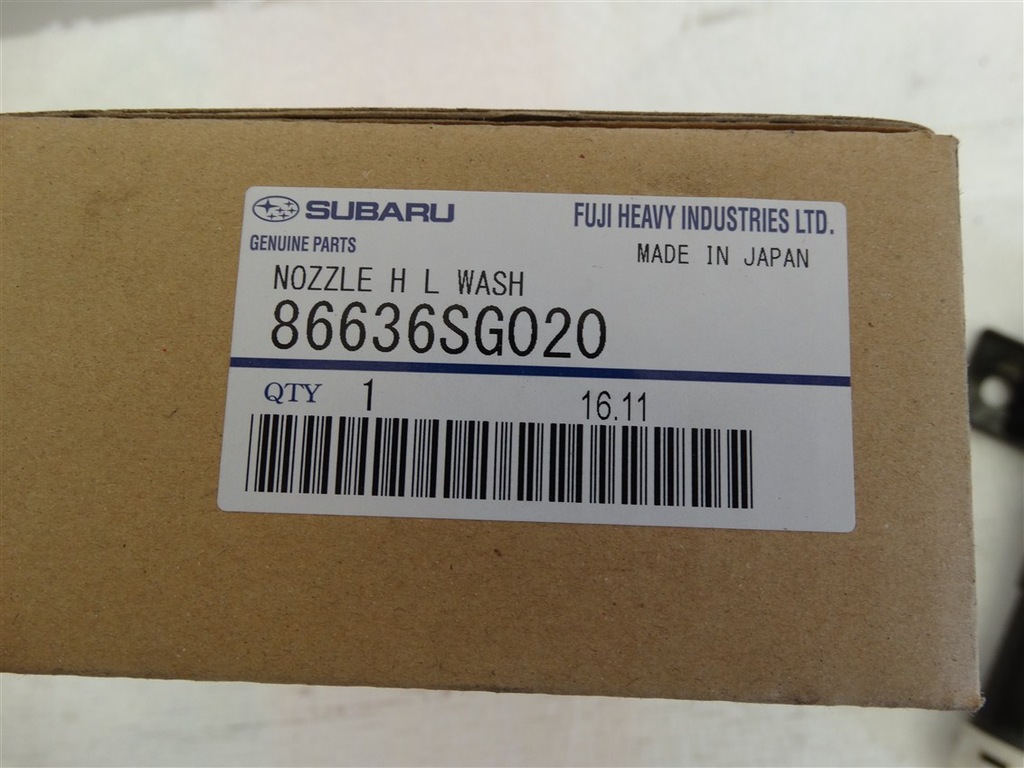 SUBARU
FUJI HEAVY INDUSTRIES LTD.
GENUINE PARTS
MADE IN JAPAN
NOZZLE H L WASH
86636SG020
QTY 1 16.11